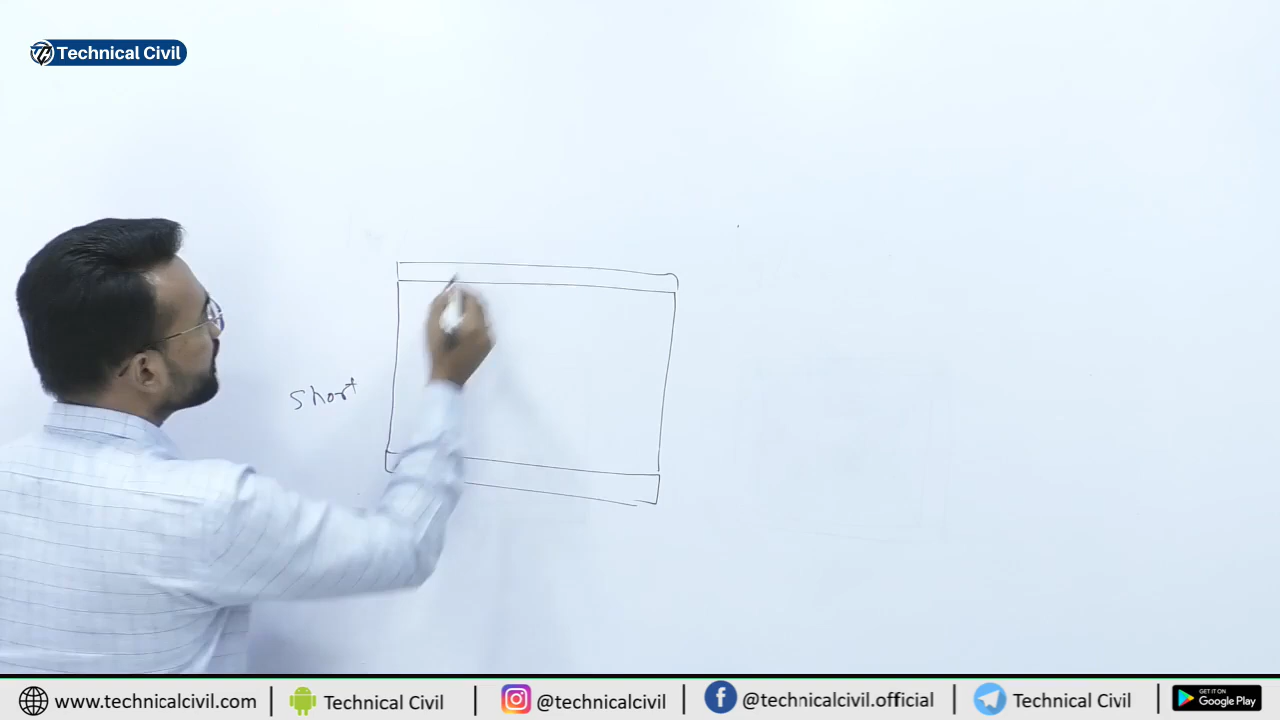 Technical Civil
Short
www.technicalcivil.com | Technical Civil | @technicalcivil | @technicalcivil.official | Technical Civil | GET IT ON Google Play